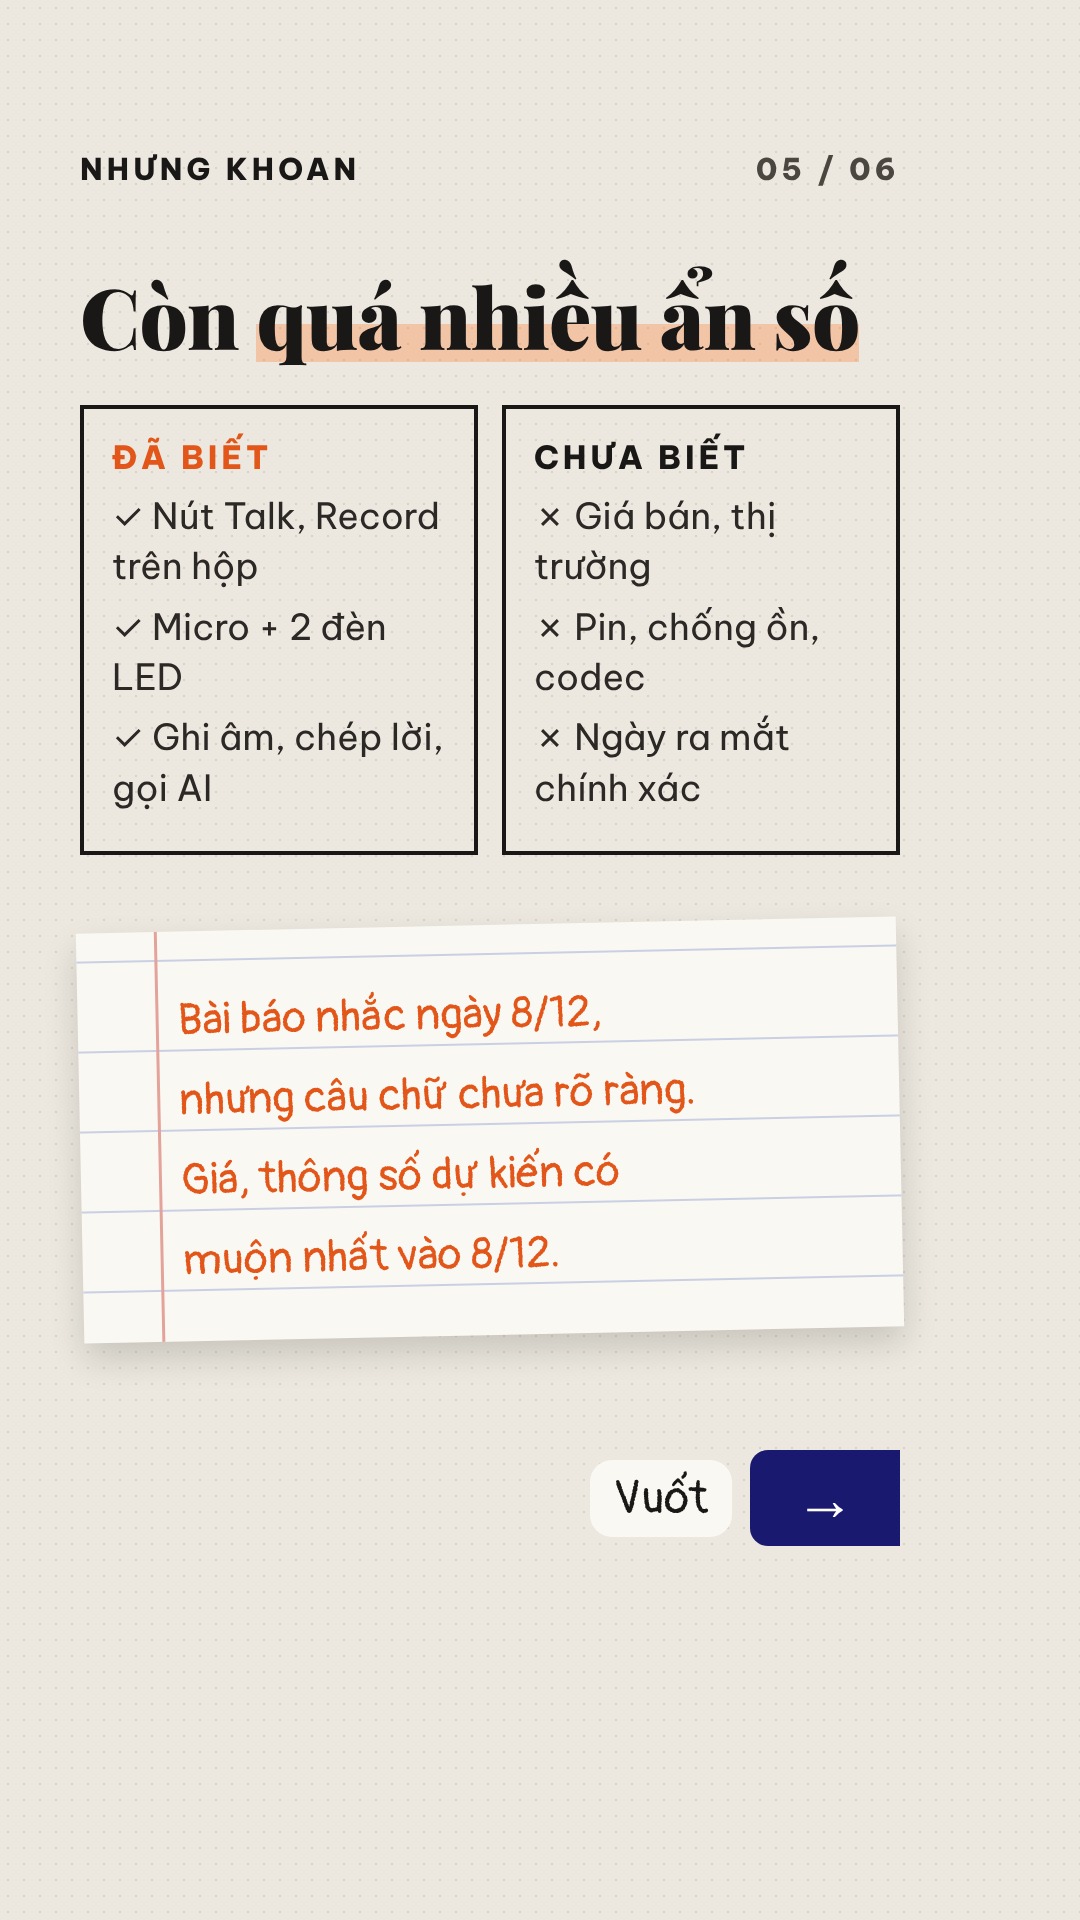 NHƯNG KHOAN
05 / 06
Còn quá nhiều ẩn số
ĐÃ BIẾT
✓ Nút Talk, Record
trên hộp
✓ Micro + 2 đèn
LED
✓ Ghi âm, chép lời,
gọi AI
CHƯA BIẾT
× Giá bán, thị
trường
× Pin, chống ồn,
codec
× Ngày ra mắt
chính xác
Bài báo nhắc ngày 8/12,
nhưng câu chữ chưa rõ ràng.
Giá, thông số dự kiến có
muộn nhất vào 8/12.
Vuốt →